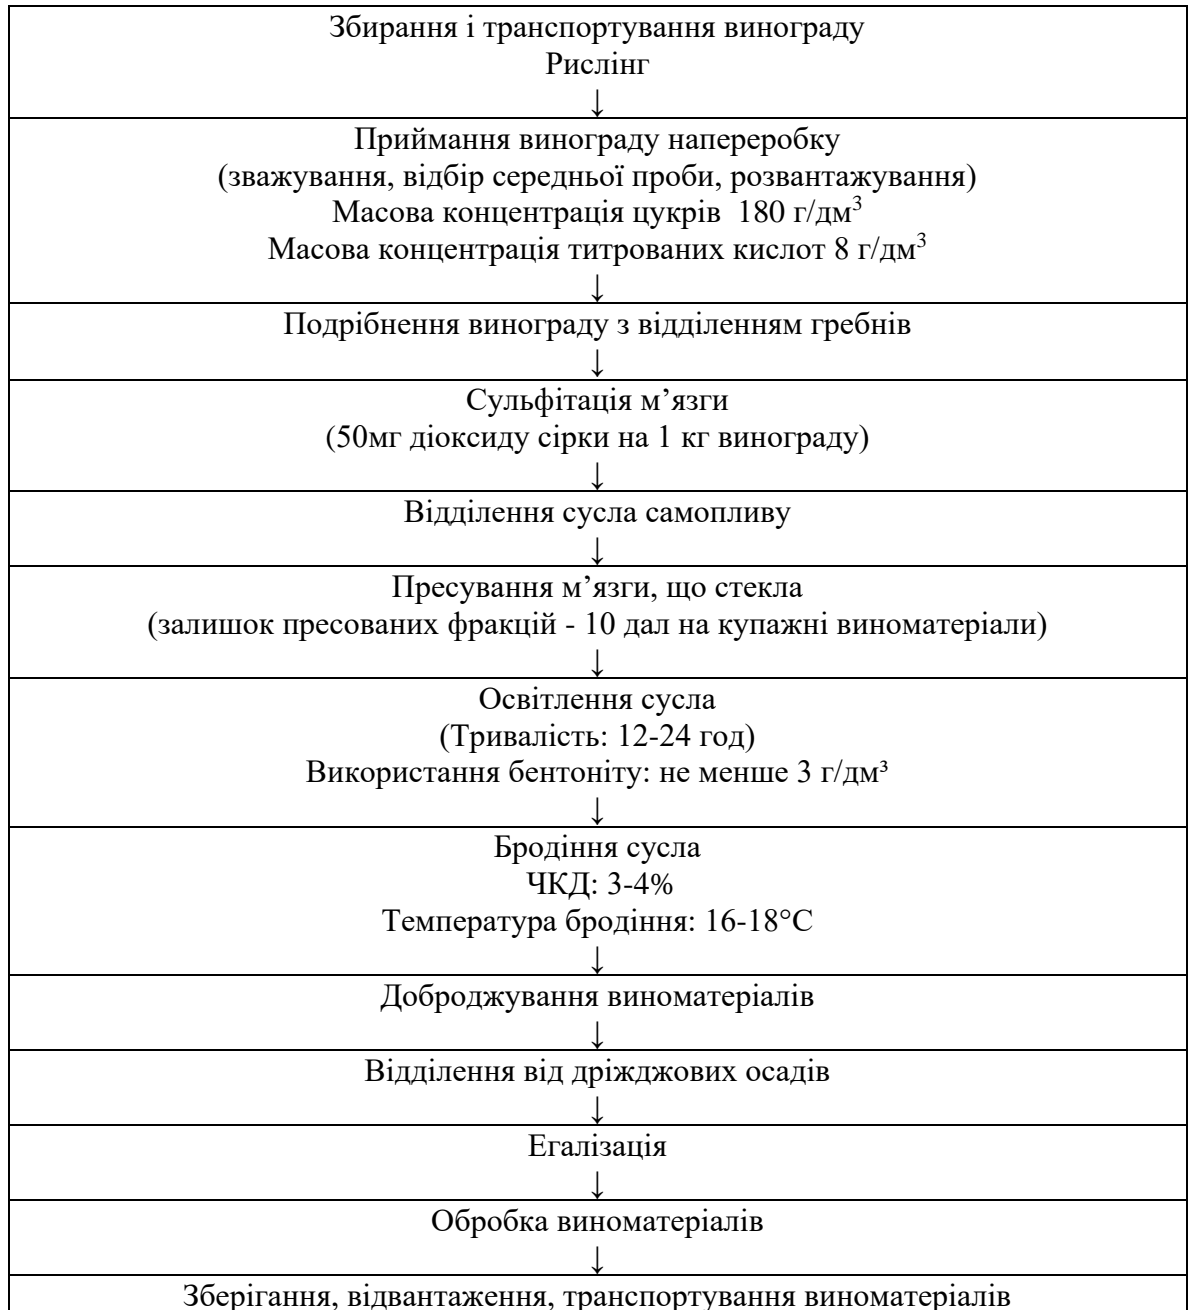 Збирання і транспортування винограду
Рислінг
↓
Приймання винограду напереробку
(зважування, відбір середньої проби, розвантажування)
Масова концентрація цукрів 180 г/дм³
Масова концентрація титрованих кислот 8 г/дм³
↓
Подрібнення винограду з відділенням гребнів
↓
Сульфітація м’язги
(50мг діоксиду сірки на 1 кг винограду)
↓
Відділення сусла самопливу
↓
Пресування м’язги, що стекла
(залишок пресованих фракцій - 10 дал на купажні виноматеріали)
↓
Освітлення сусла
(Тривалість: 12-24 год)
Використання бентоніту: не менше 3 г/дм³
↓
Бродіння сусла
ЧКД: 3-4%
Температура бродіння: 16-18°C
↓
Доброджування виноматеріалів
↓
Відділення від дріжджових осадів
↓
Егалізація
↓
Обробка виноматеріалів
↓
Зберігання, відвантаження, транспортування виноматеріалів